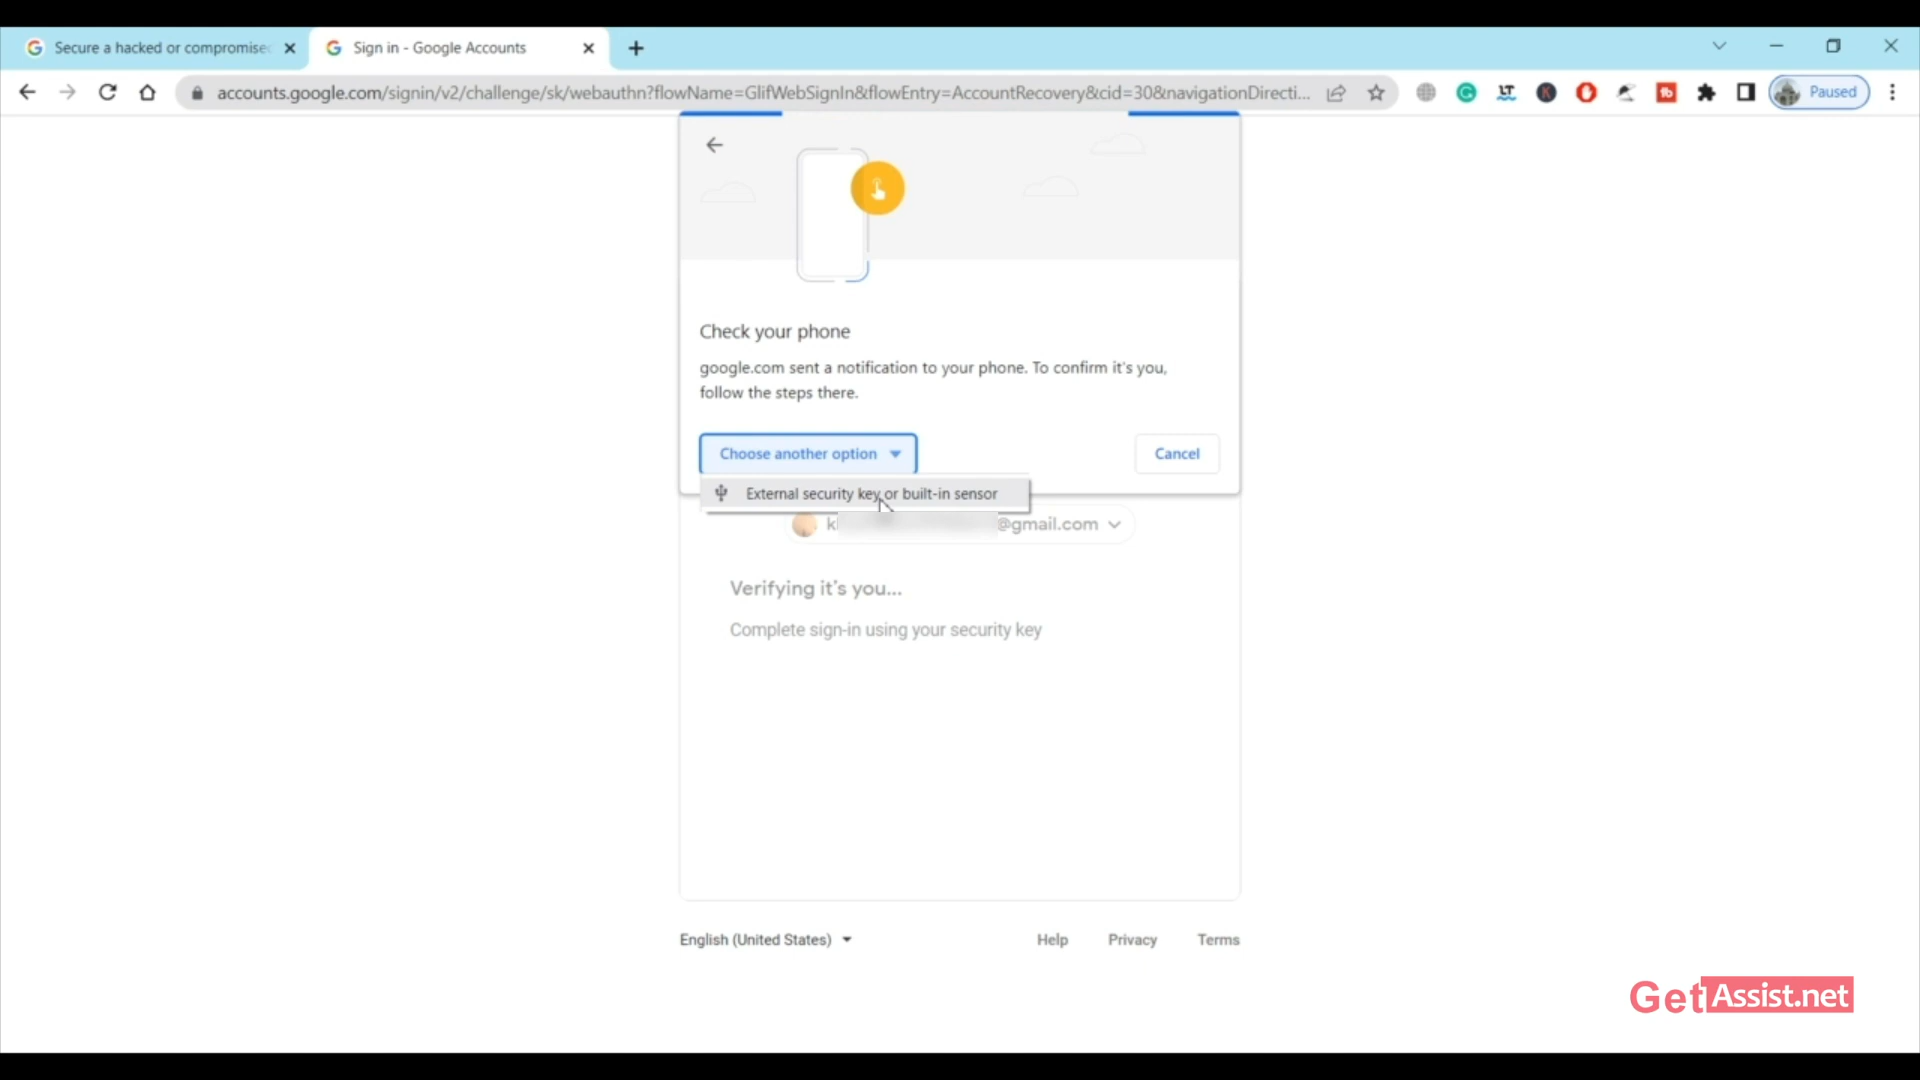 Secure a hacked or compromise
Sign in - Google Accounts
accounts.google.com/signin/v2/challenge/sk/webauthn?flowName=GlifWebSignIn&flowEntry=AccountRecovery&cid=30&navigationDirecti...
Paused
Check your phone
google.com sent a notification to your phone. To confirm it's you,
follow the steps there.
Choose another option
Cancel
External security key or built-in sensor
@gmail.com
Verifying it's you...
Complete sign-in using your security key
English (United States)
Help
Privacy
Terms
GetAssist.net